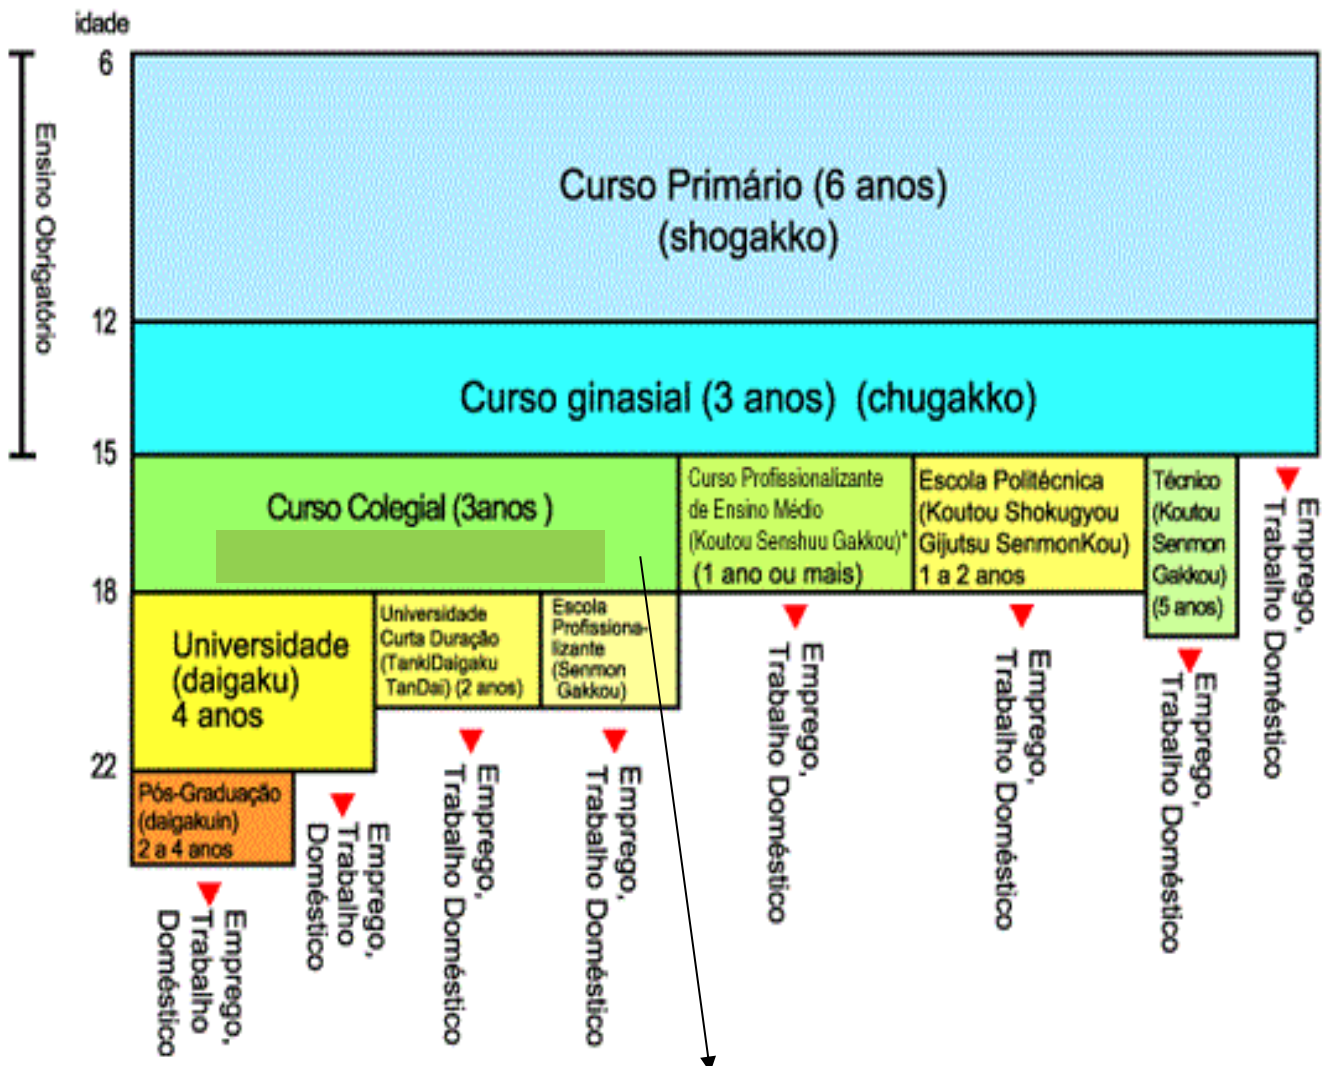 idade
6
Ensino Obrigatório
Curso Primário (6 anos)
(shogakko)
12
Curso ginasial (3 anos) (chugakko)
15
Curso Colegial (3anos )
Curso Profissionalizante
de Ensino Médio
(Koutou Senshuu Gakkou)*
(1 ano ou mais)
Escola Politécnica
(Koutou Shokugyou
Gijutsu SenmonKou)
1 a 2 anos
Técnico
(Koutou
Senmon
Gakkou)
(5 anos)
Emprego,
Trabalho Doméstico
18
Universidade
(daigaku)
4 anos
Universidade
Curta Duração
(TankiDaigaku
TanDai) (2 anos)
Escola
Profissiona-
lizante
(Senmon
Gakkou)
Emprego,
Trabalho Doméstico
Emprego,
Trabalho Doméstico
Emprego,
Trabalho Doméstico
22
Pós-Graduação
(daigakuin)
2 a 4 anos
Emprego,
Trabalho
Doméstico
Emprego,
Trabalho Doméstico
Emprego,
Trabalho Doméstico
Emprego,
Trabalho
Doméstico